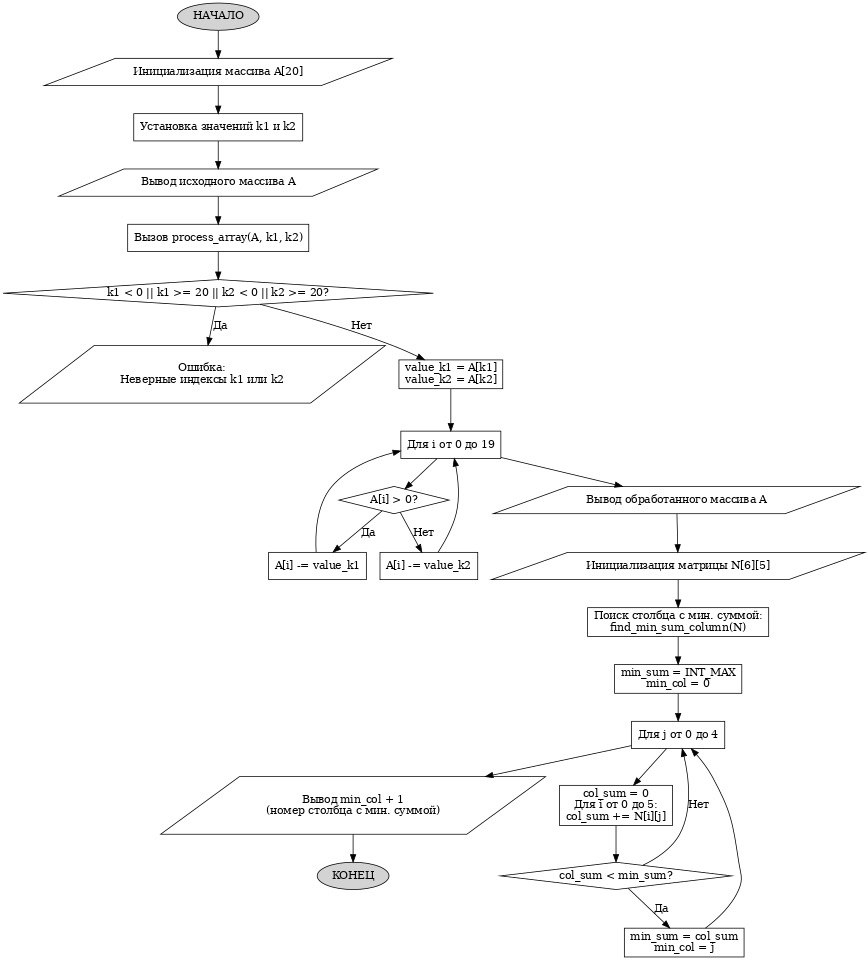 НАЧАЛО
Инициализация массива A[20]
Установка значений k1 и k2
Вывод исходного массива A
Вызов process_array(A, k1, k2)
k1 < 0 || k1 >= 20 || k2 < 0 || k2 >= 20?
Да
Нет
Ошибка:
Неверные индексы k1 или k2
value_k1 = A[k1]
value_k2 = A[k2]
Для i от 0 до 19
A[i] > 0?
Вывод обработанного массива A
Да
Нет
A[i] -= value_k1
A[i] -= value_k2
Инициализация матрицы N[6][5]
Поиск столбца с мин. суммой:
find_min_sum_column(N)
min_sum = INT_MAX
min_col = 0
Для j от 0 до 4
Вывод min_col + 1
(номер столбца с мин. суммой)
col_sum = 0
Для i от 0 до 5:
col_sum += N[i][j]
Нет
КОНЕЦ
col_sum < min_sum?
Да
min_sum = col_sum
min_col = j